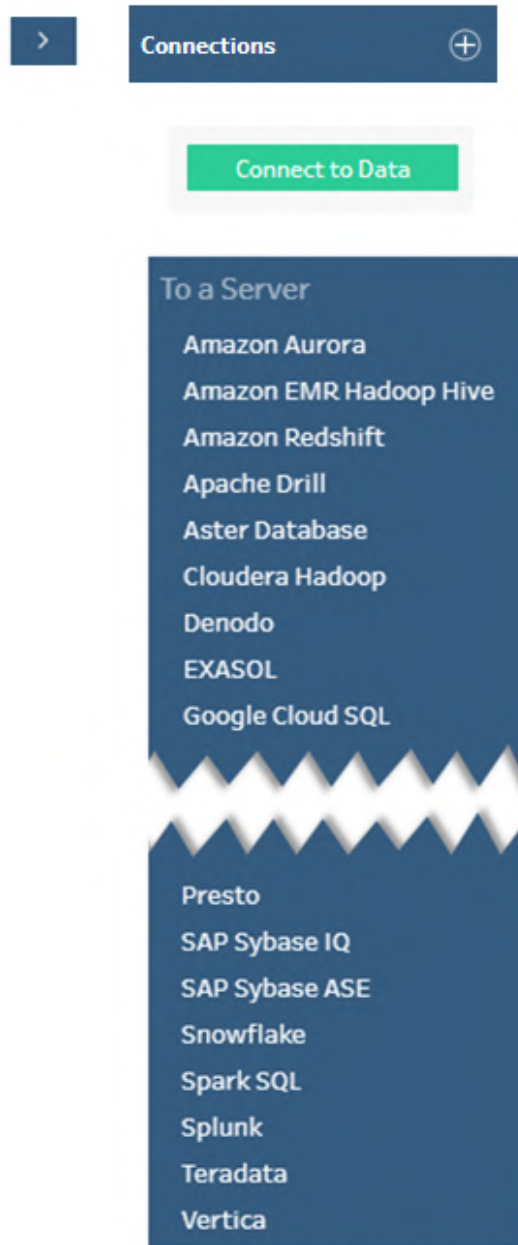 Connections
Connect to Data
To a Server
Amazon Aurora
Amazon EMR Hadoop Hive
Amazon Redshift
Apache Drill
Aster Database
Cloudera Hadoop
Denodo
EXASOL
Google Cloud SQL
Presto
SAP Sybase IQ
SAP Sybase ASE
Snowflake
Spark SQL
Splunk
Teradata
Vertica